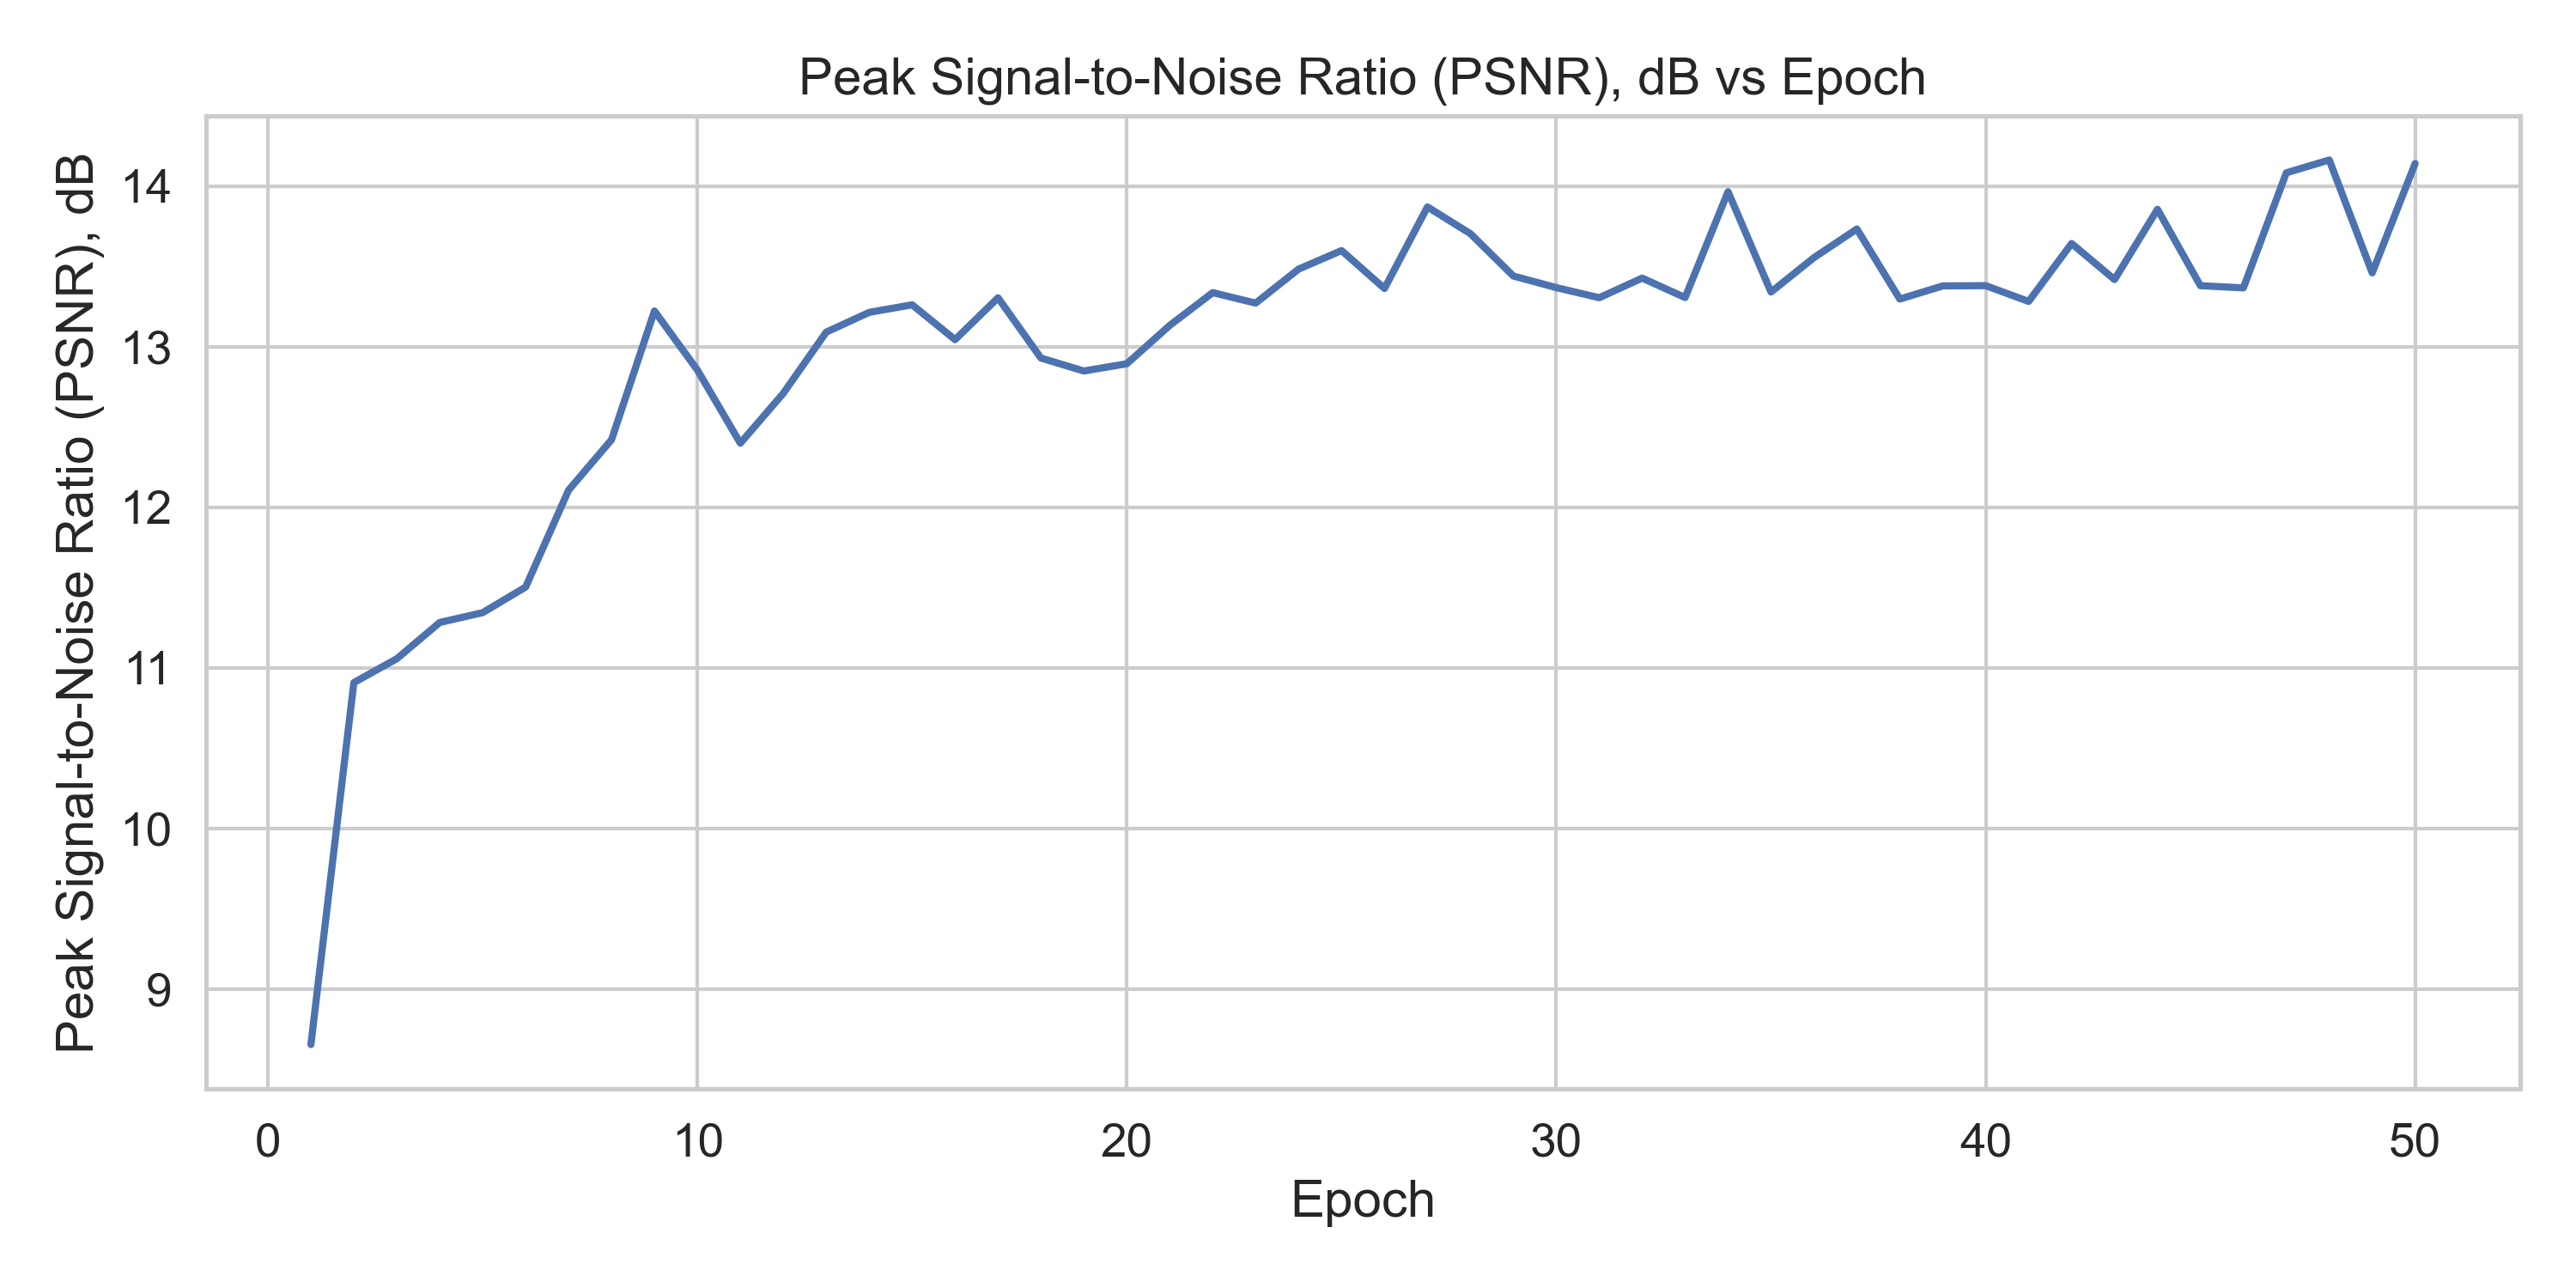 Peak Signal-to-Noise Ratio (PSNR), dB vs Epoch
Peak Signal-to-Noise Ratio (PSNR), dB
14
13
12
11
10
9
0 10 20 30 40 50
Epoch